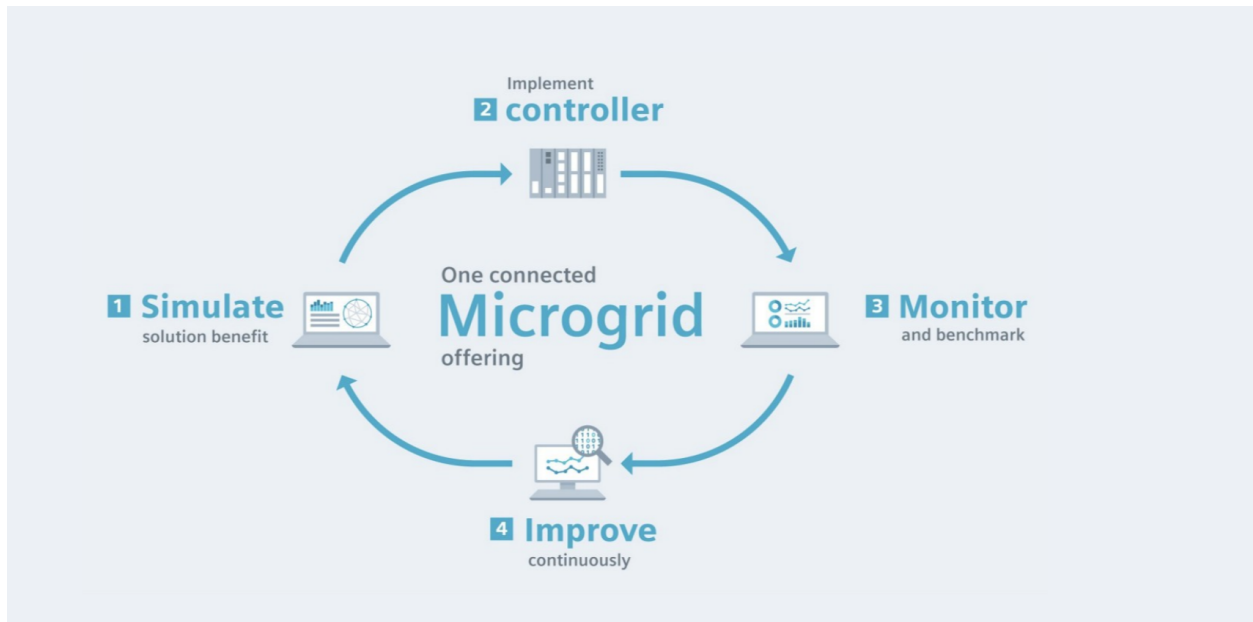 Implement
2 controller
One connected
Microgrid
offering
1 Simulate
solution benefit
3 Monitor
and benchmark
4 Improve
continuously